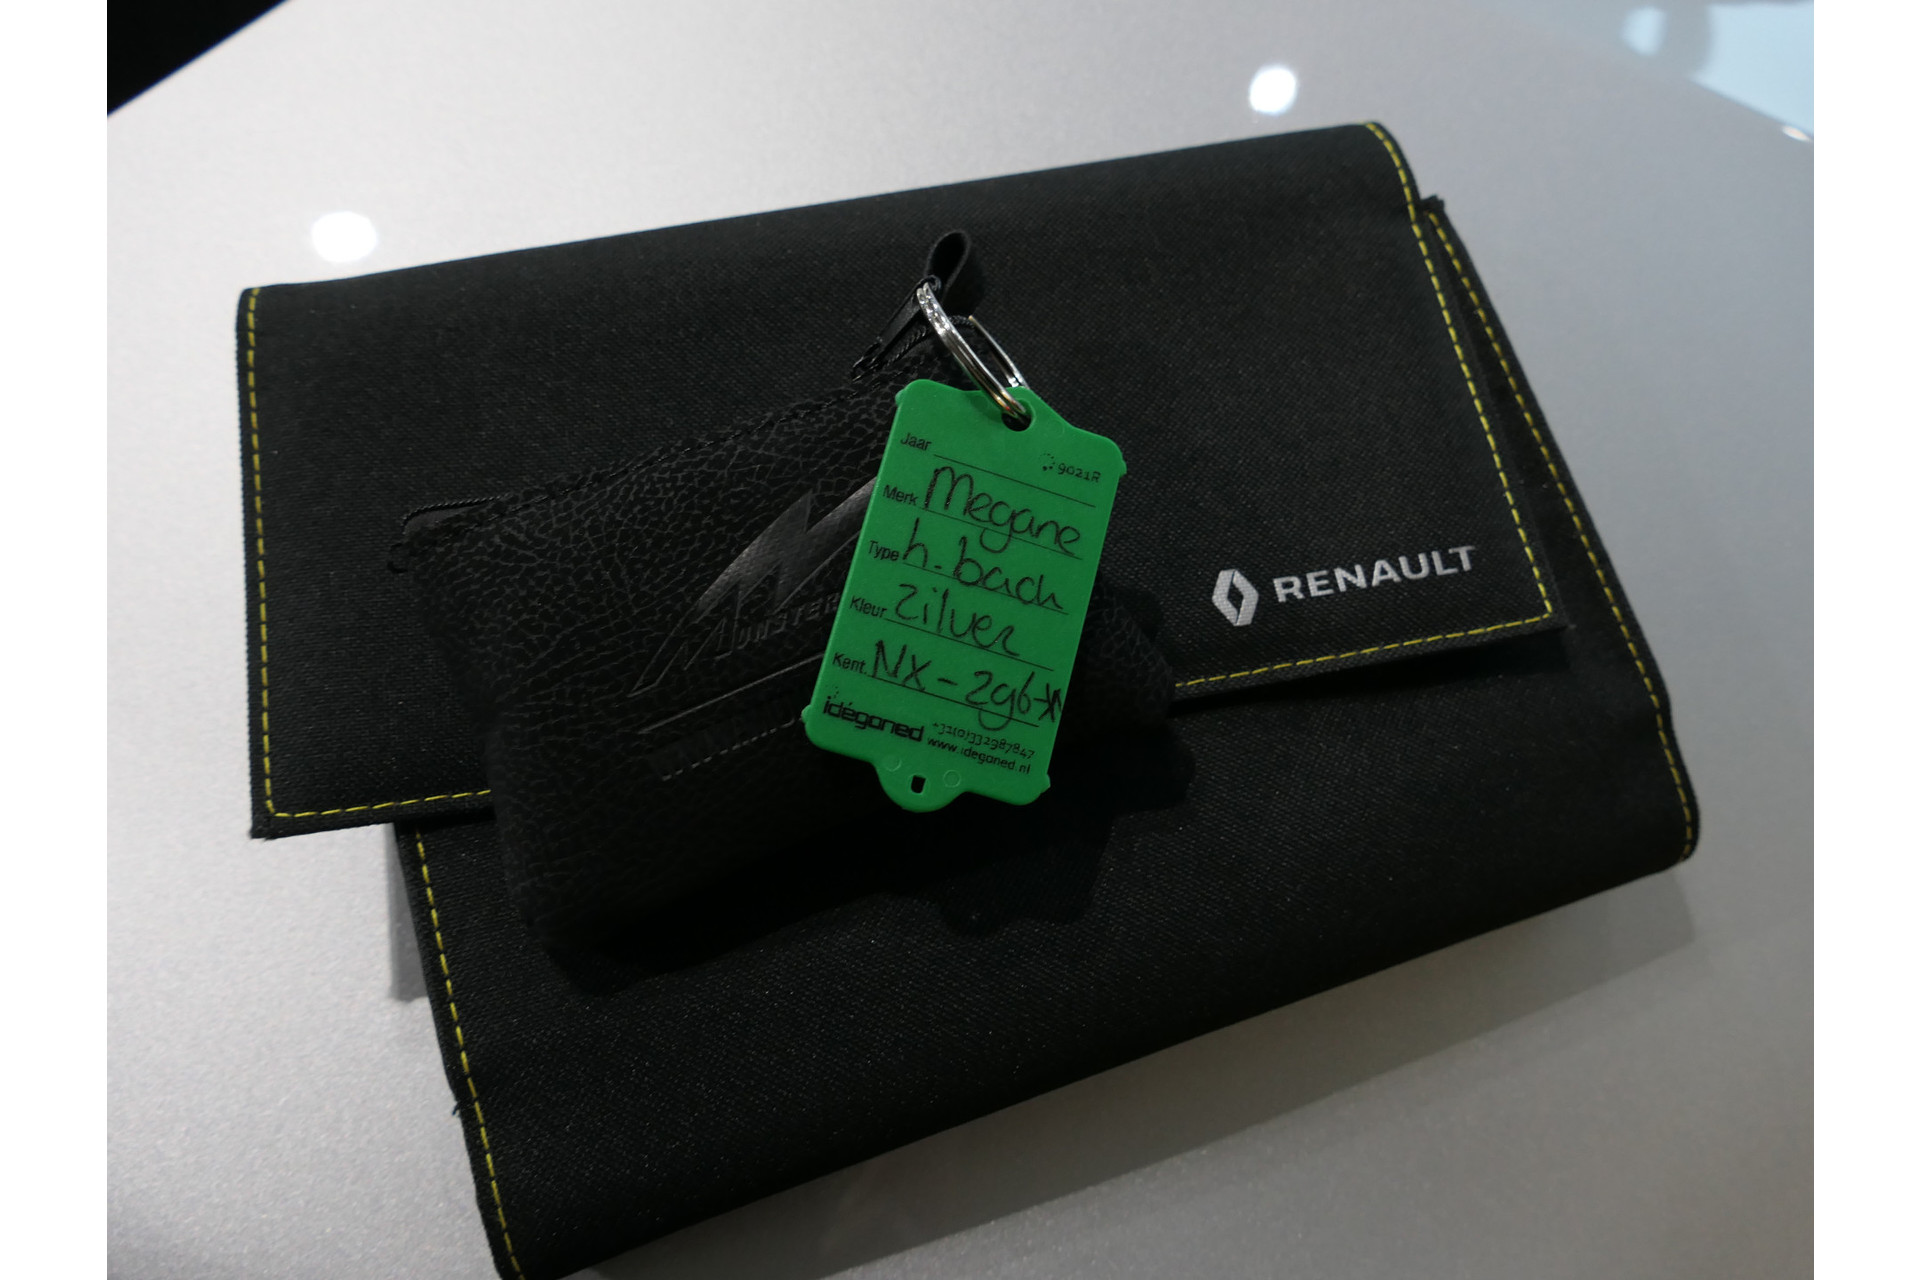 Jaar
9021R
Merk Megane
Type h. bach
Kleur Zilver
Kent. NX-296-
idégoned
+31(0)332987847
www.idegoned.nl
RENAULT
MONSTER